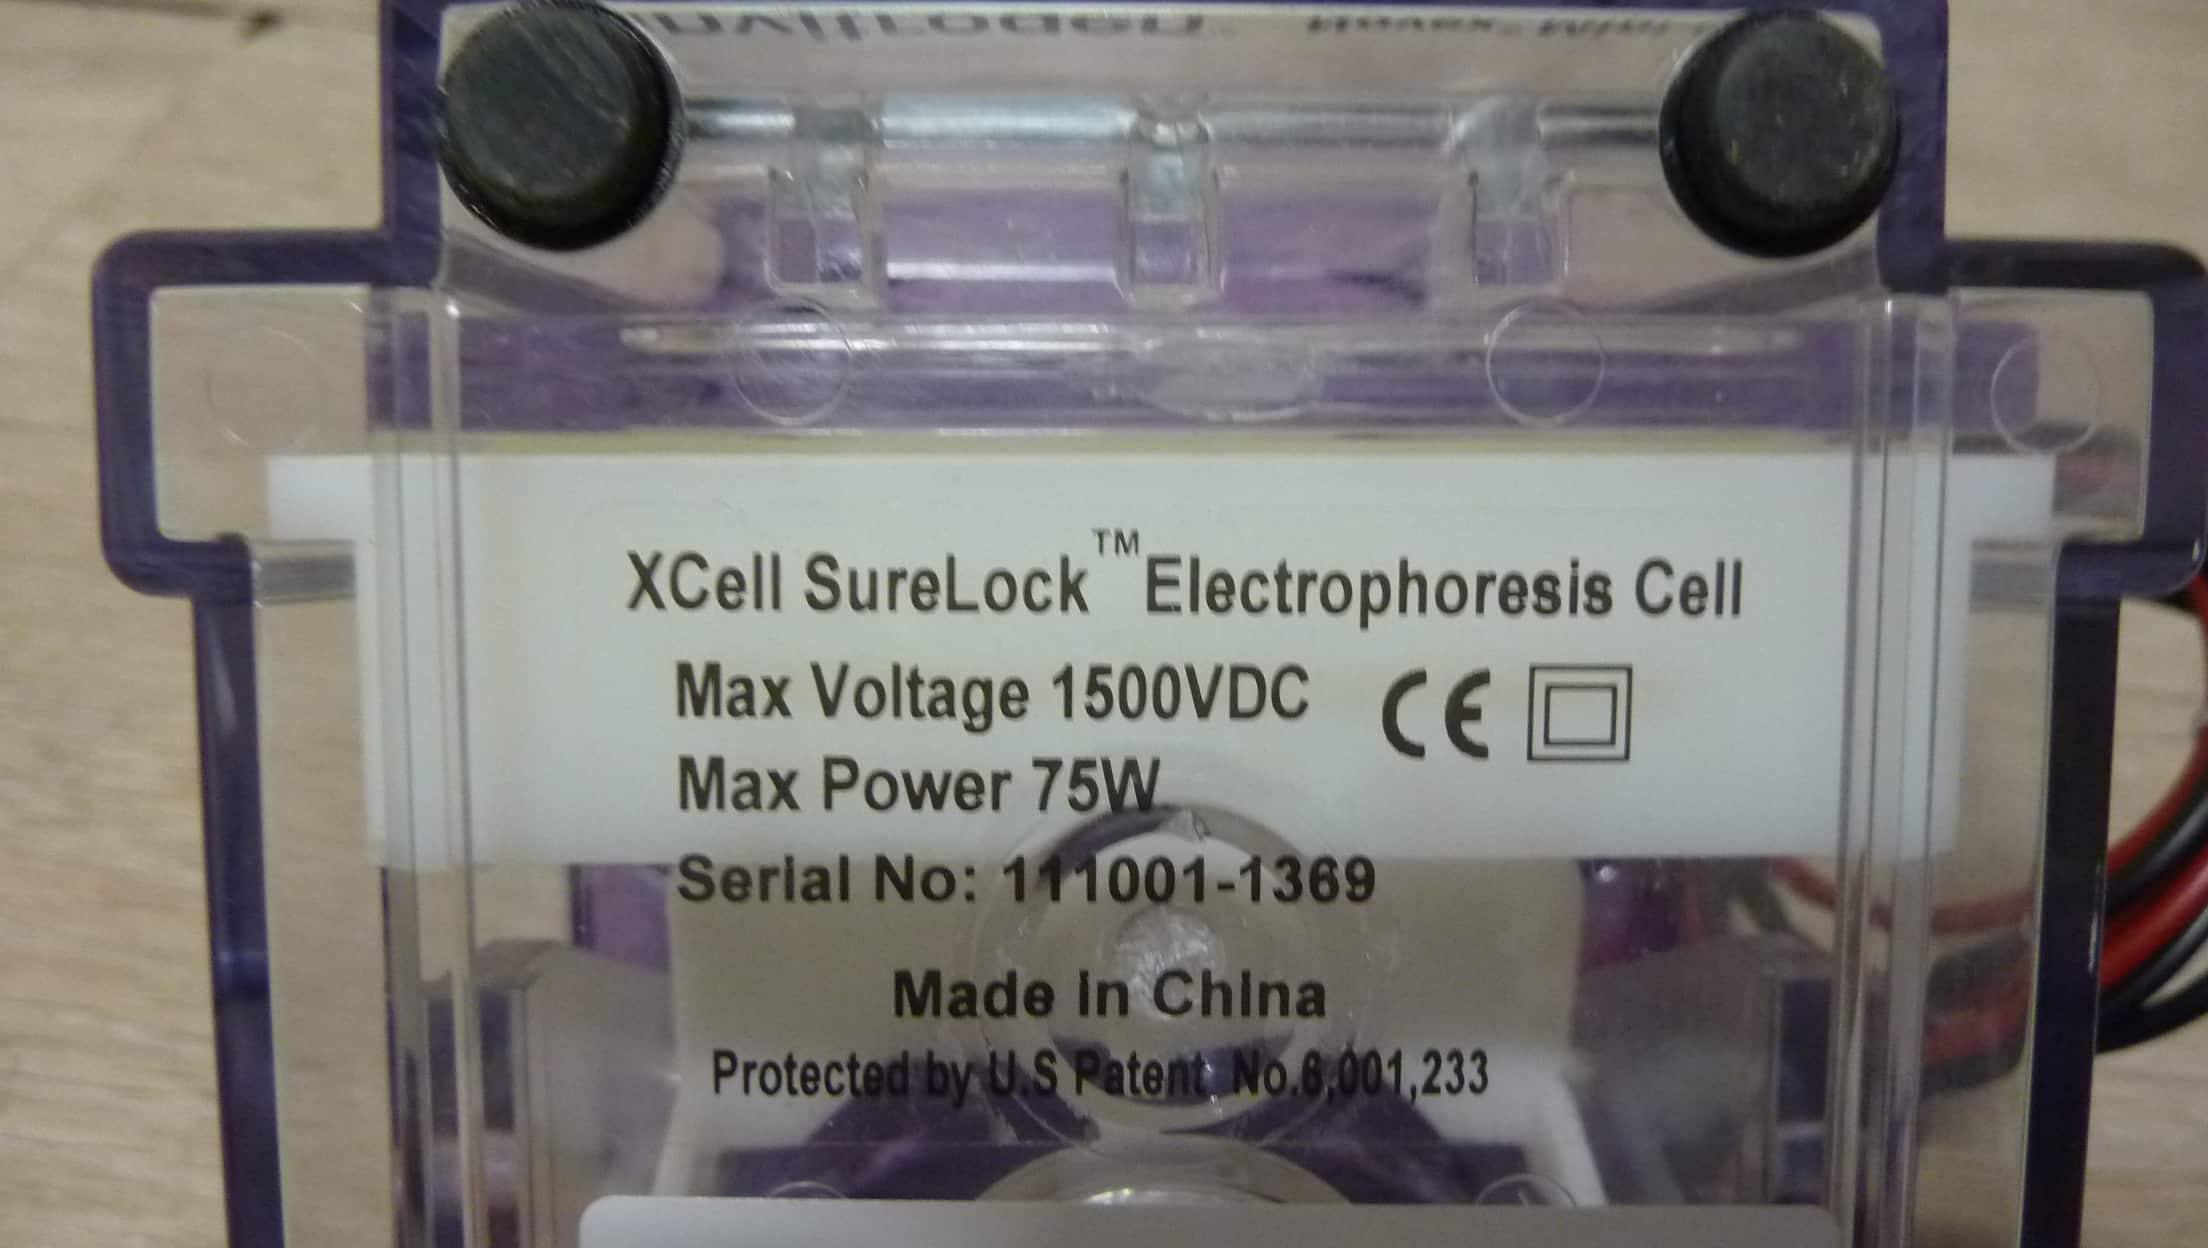 XCell SureLock™ Electrophoresis Cell
Max Voltage 1500VDC CE
Max Power 75W
Serial No: 111001-1369
Made in China
Protected by U.S Patent No.6,001,233